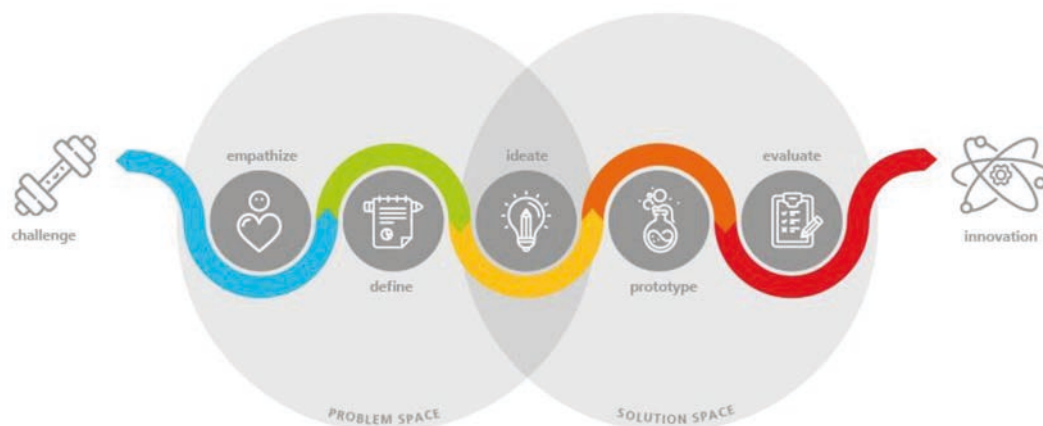 empathize
ideate
evaluate
challenge
innovation
define
prototype
PROBLEM SPACE
SOLUTION SPACE